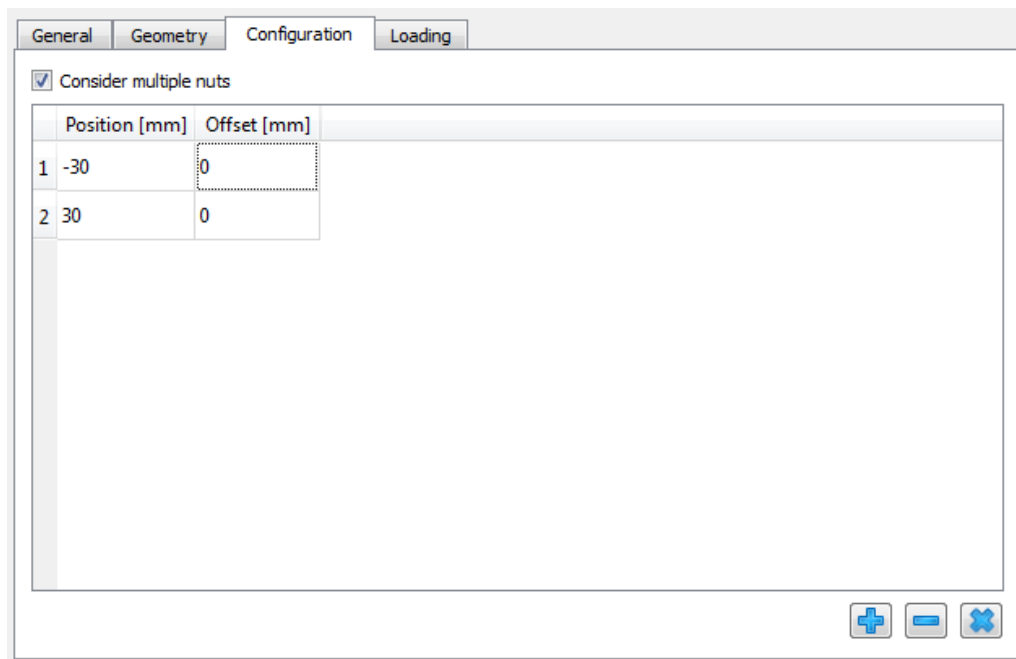 General Geometry Configuration Loading
Consider multiple nuts
Position [mm] Offset [mm]
1 -30 0
2 30 0